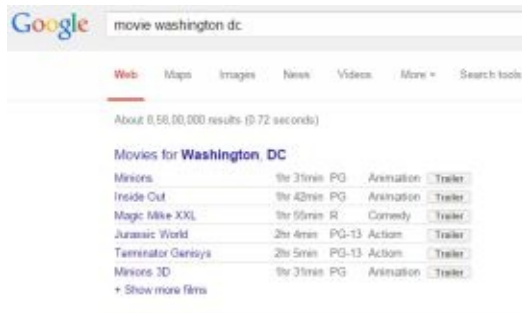 Google movie washington dc
Web Maps Images News Videos More Search tools
About 8,58,00,000 results (0.72 seconds)
Movies for Washington, DC
Minions 1hr 31min PG Animation Trailer
Inside Out 1hr 42min PG Animation Trailer
Magic Mike XXL 1hr 55min R Comedy Trailer
Jurassic World 2hr 4min PG-13 Action Trailer
Terminator Genisys 2hr 5min PG-13 Action Trailer
Minions 3D 1hr 31min PG Animation Trailer
+ Show more films